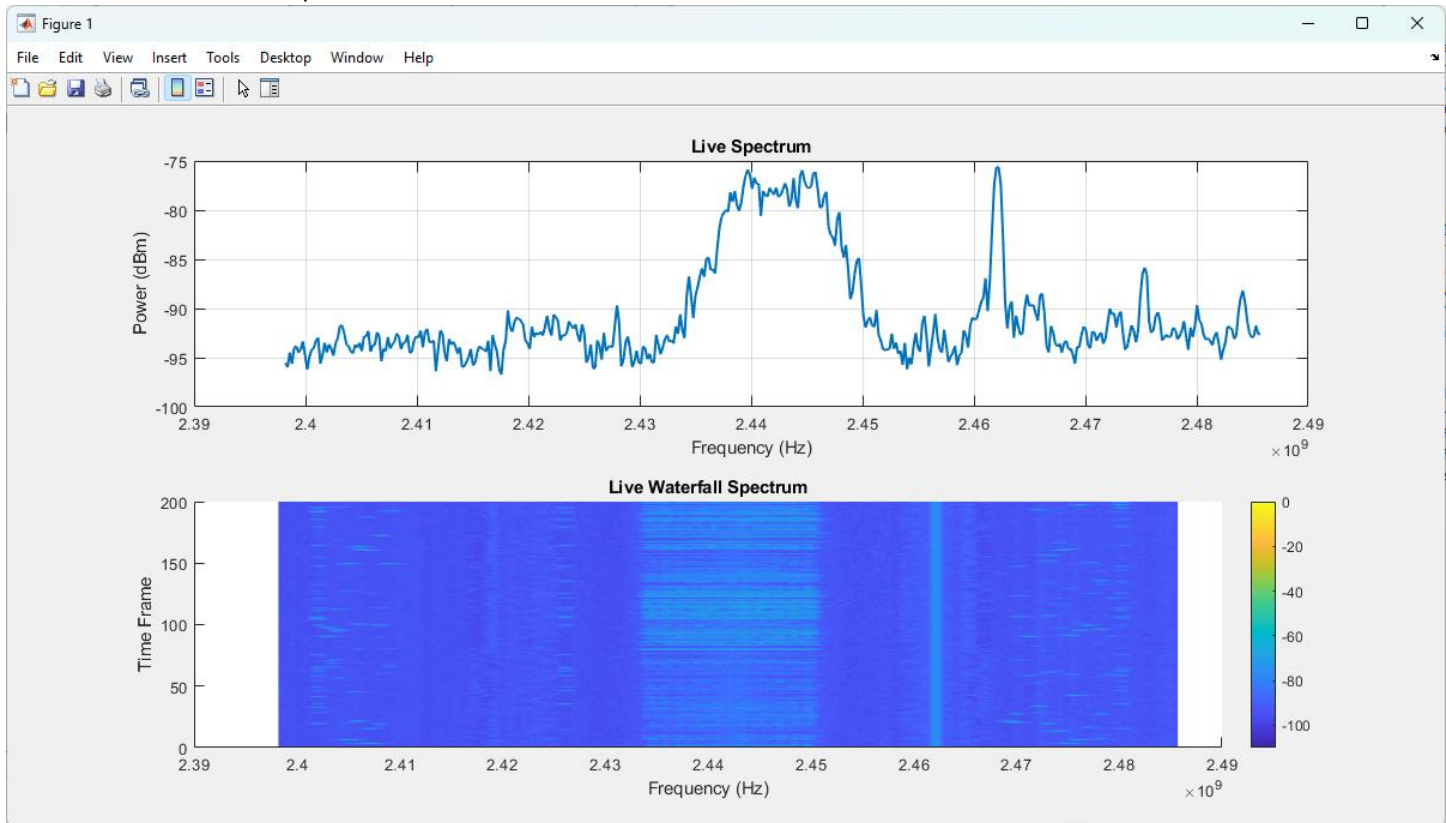 Figure 1
File Edit View Insert Tools Desktop Window Help
Live Spectrum
Power (dBm)
-75
-80
-85
-90
-95
-100
2.39 2.4 2.41 2.42 2.43 2.44 2.45 2.46 2.47 2.48 2.49
Frequency (Hz)
×10⁹
Live Waterfall Spectrum
Time Frame
200
150
100
50
0
2.39 2.4 2.41 2.42 2.43 2.44 2.45 2.46 2.47 2.48 2.49
Frequency (Hz)
×10⁹
0
-20
-40
-60
-80
-100